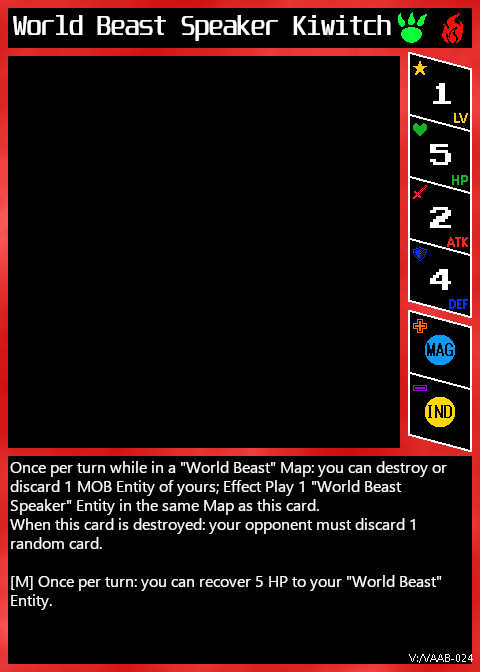 World Beast Speaker Kiwitch
1
LV
5
HP
2
ATK
4
DEF
MAG
IND
Once per turn while in a "World Beast" Map: you can destroy or
discard 1 MOB Entity of yours; Effect Play 1 "World Beast
Speaker" Entity in the same Map as this card.
When this card is destroyed: your opponent must discard 1
random card.
[M] Once per turn: you can recover 5 HP to your "World Beast"
Entity.
V:/VAAB-024